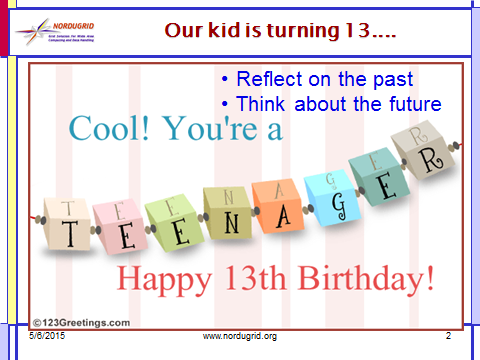 NORDUGRID
Grid Solution for Wide Area
Computing and Data Handling
Our kid is turning 13....
• Reflect on the past
• Think about the future
Cool! You're a
T E E N A G E R
T E E N A G E R
Happy 13th Birthday!
©123Greetings.com
5/6/2015
www.nordugrid.org
2